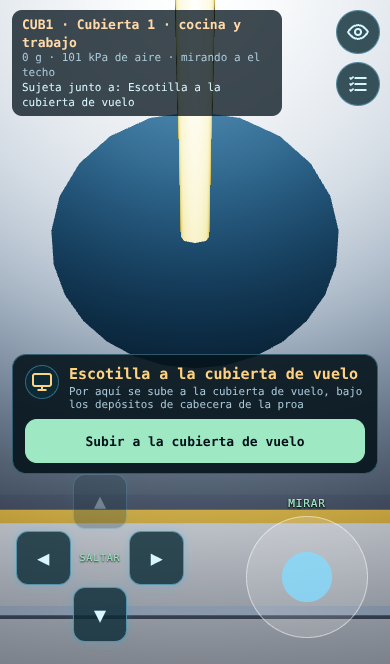 CUB1 · Cubierta 1 · cocina y
trabajo
0 g · 101 kPa de aire · mirando a el
techo
Sujeta junto a: Escotilla a la
cubierta de vuelo
Escotilla a la cubierta de vuelo
Por aquí se sube a la cubierta de vuelo, bajo
los depósitos de cabecera de la proa
Subir a la cubierta de vuelo
MIRAR
SALTAR